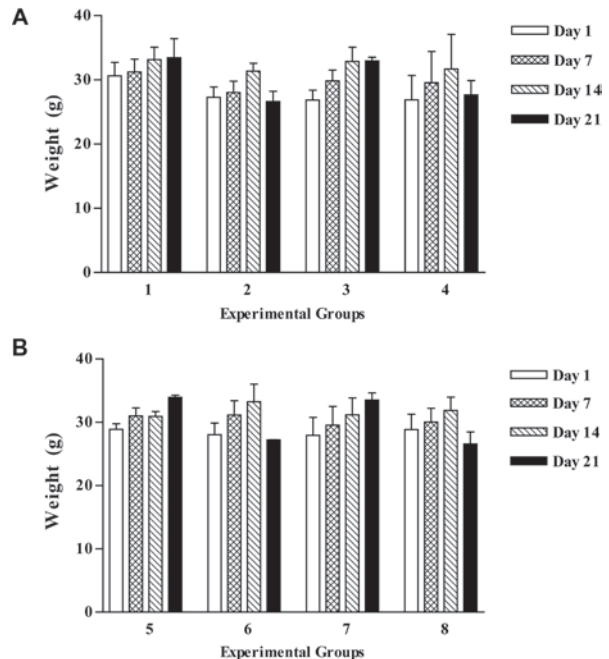 A
Weight (g)
40
30
20
10
0
1 2 3 4
Experimental Groups
Day 1
Day 7
Day 14
Day 21
B
Weight (g)
40
30
20
10
0
5 6 7 8
Experimental Groups
Day 1
Day 7
Day 14
Day 21